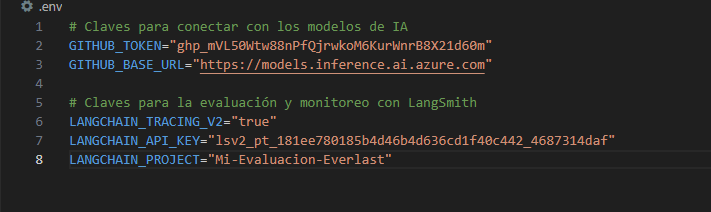 .env
1 # Claves para conectar con los modelos de IA
2 GITHUB_TOKEN="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"
3 GITHUB_BASE_URL="https://models.inference.ai.azure.com"
4
5 # Claves para la evaluación y monitoreo con LangSmith
6 LANGCHAIN_TRACING_V2="true"
7 LANGCHAIN_API_KEY="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"
8 LANGCHAIN_PROJECT="Mi-Evaluacion-Everlast"